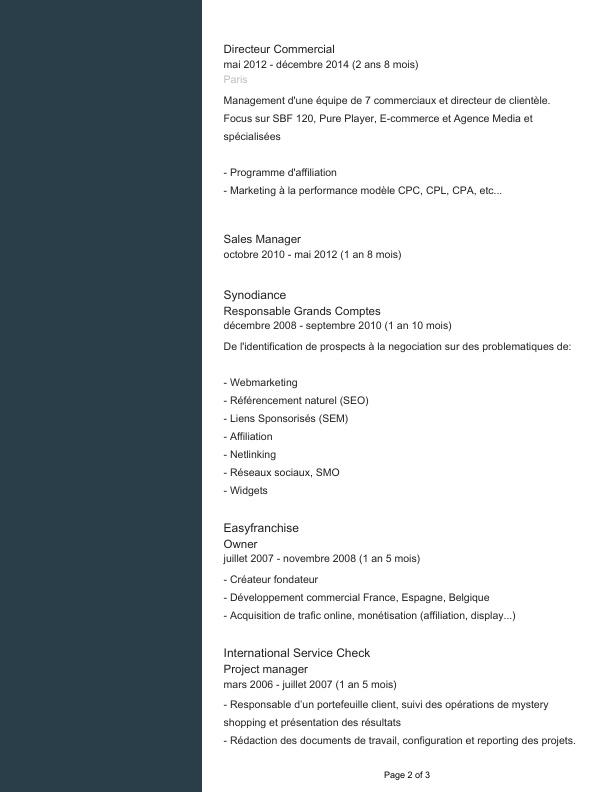 Directeur Commercial
mai 2012 - décembre 2014 (2 ans 8 mois)
Paris
Management d'une équipe de 7 commerciaux et directeur de clientèle.
Focus sur SBF 120, Pure Player, E-commerce et Agence Media et
spécialisées
- Programme d'affiliation
- Marketing à la performance modèle CPC, CPL, CPA, etc...
Sales Manager
octobre 2010 - mai 2012 (1 an 8 mois)
Synodiance
Responsable Grands Comptes
décembre 2008 - septembre 2010 (1 an 10 mois)
De l'identification de prospects à la negociation sur des problematiques de:
- Webmarketing
- Référencement naturel (SEO)
- Liens Sponsorisés (SEM)
- Affiliation
- Netlinking
- Réseaux sociaux, SMO
- Widgets
Easyfranchise
Owner
juillet 2007 - novembre 2008 (1 an 5 mois)
- Créateur fondateur
- Développement commercial France, Espagne, Belgique
- Acquisition de trafic online, monétisation (affiliation, display...)
International Service Check
Project manager
mars 2006 - juillet 2007 (1 an 5 mois)
- Responsable d'un portefeuille client, suivi des opérations de mystery
shopping et présentation des résultats
- Rédaction des documents de travail, configuration et reporting des projets.
Page 2 of 3